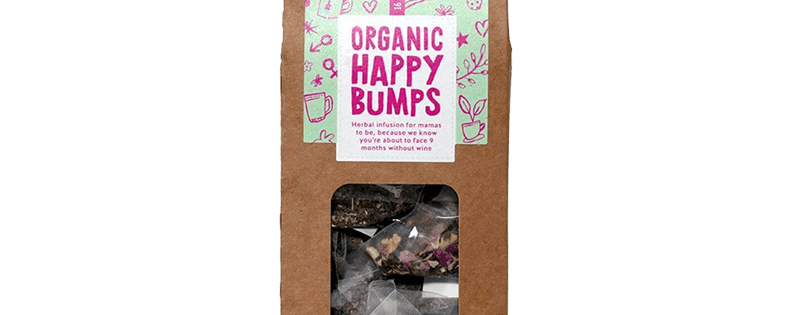 16
ORGANIC
HAPPY
BUMPS
Herbal infusion for mamas
to be, because we know
you're about to face 9
months without wine